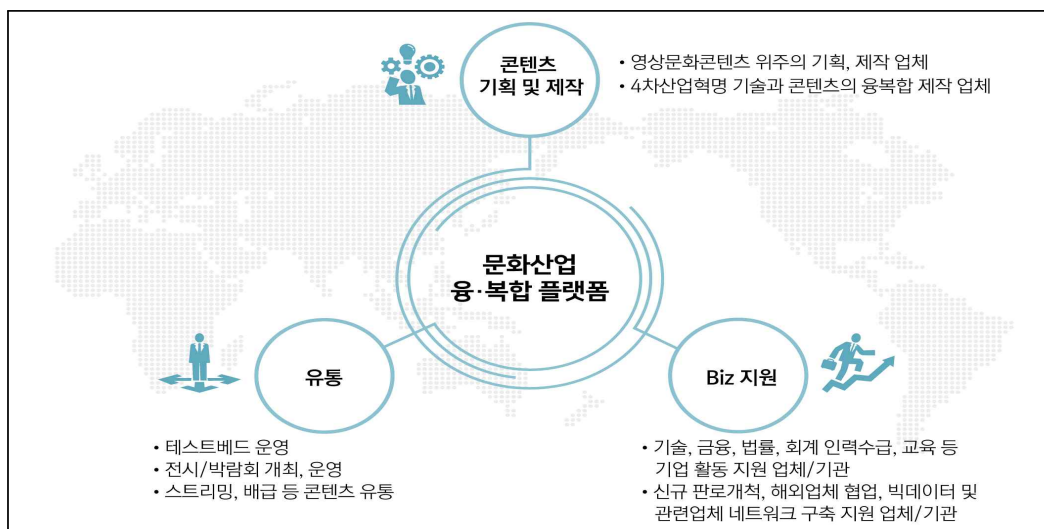 콘텐츠
기획 및 제작
• 영상문화콘텐츠 위주의 기획, 제작 업체
• 4차산업혁명 기술과 콘텐츠의 융복합 제작 업체
문화산업
융·복합 플랫폼
유통
• 테스트베드 운영
• 전시/박람회 개최, 운영
• 스트리밍, 배급 등 콘텐츠 유통
Biz 지원
• 기술, 금융, 법률, 회계 인력수급, 교육 등
기업 활동 지원 업체/기관
• 신규 판로개척, 해외업체 협업, 빅데이터 및
관련업체 네트워크 구축 지원 업체/기관